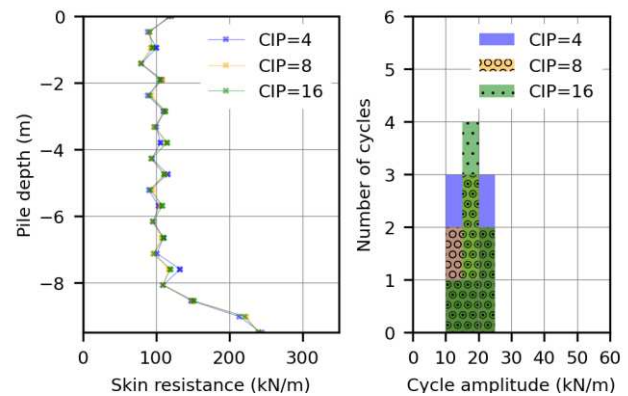 0
−2
−4
−6
−8
Pile depth (m)
0
100
200
300
Skin resistance (kN/m)
CIP=4
CIP=8
CIP=16
6
5
4
3
2
1
0
Number of cycles
0
10
20
30
40
50
60
Cycle amplitude (kN/m)
CIP=4
CIP=8
CIP=16